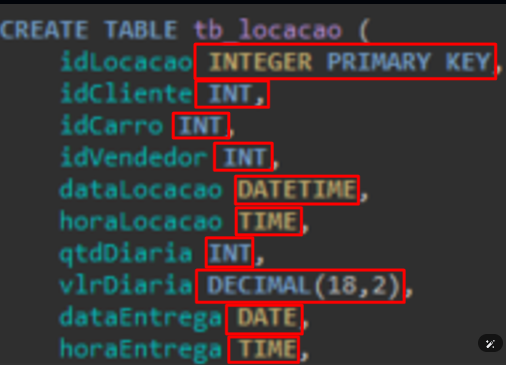 CREATE TABLE tb_locacao (
idLocacao INTEGER PRIMARY KEY,
idCliente INT,
idCarro INT,
idVendedor INT,
dataLocacao DATETIME,
horaLocacao TIME,
qtdDiaria INT,
vlrDiaria DECIMAL(18,2),
dataEntrega DATE,
horaEntrega TIME,